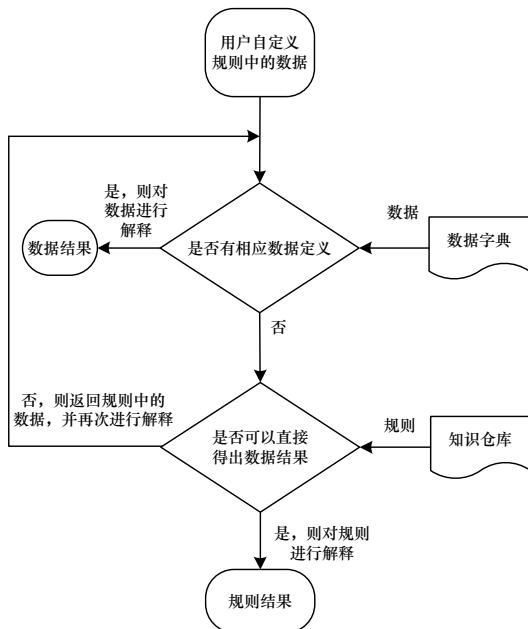 用户自定义
规则中的数据
是，则对
数据进行
解释
数据
数据结果
是否有相应数据定义
数据字典
否
否，则返回规则中的
数据，并再次进行解释
规则
是否可以直接
得出数据结果
知识仓库
是，则对规则
进行解释
规则结果